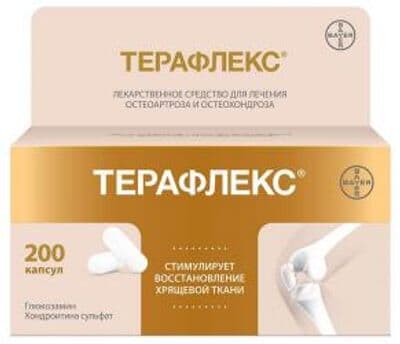 ТЕРАФЛЕКС®
BAYER
ЛЕКАРСТВЕННОЕ СРЕДСТВО ДЛЯ ЛЕЧЕНИЯ
ОСТЕОАРТРОЗА И ОСТЕОХОНДРОЗА
ТЕРАФЛЕКС®
BAYER
200
капсул
СТИМУЛИРУЕТ
ВОССТАНОВЛЕНИЕ
ХРЯЩЕВОЙ ТКАНИ
Глюкозамин
Хондроитина сульфат